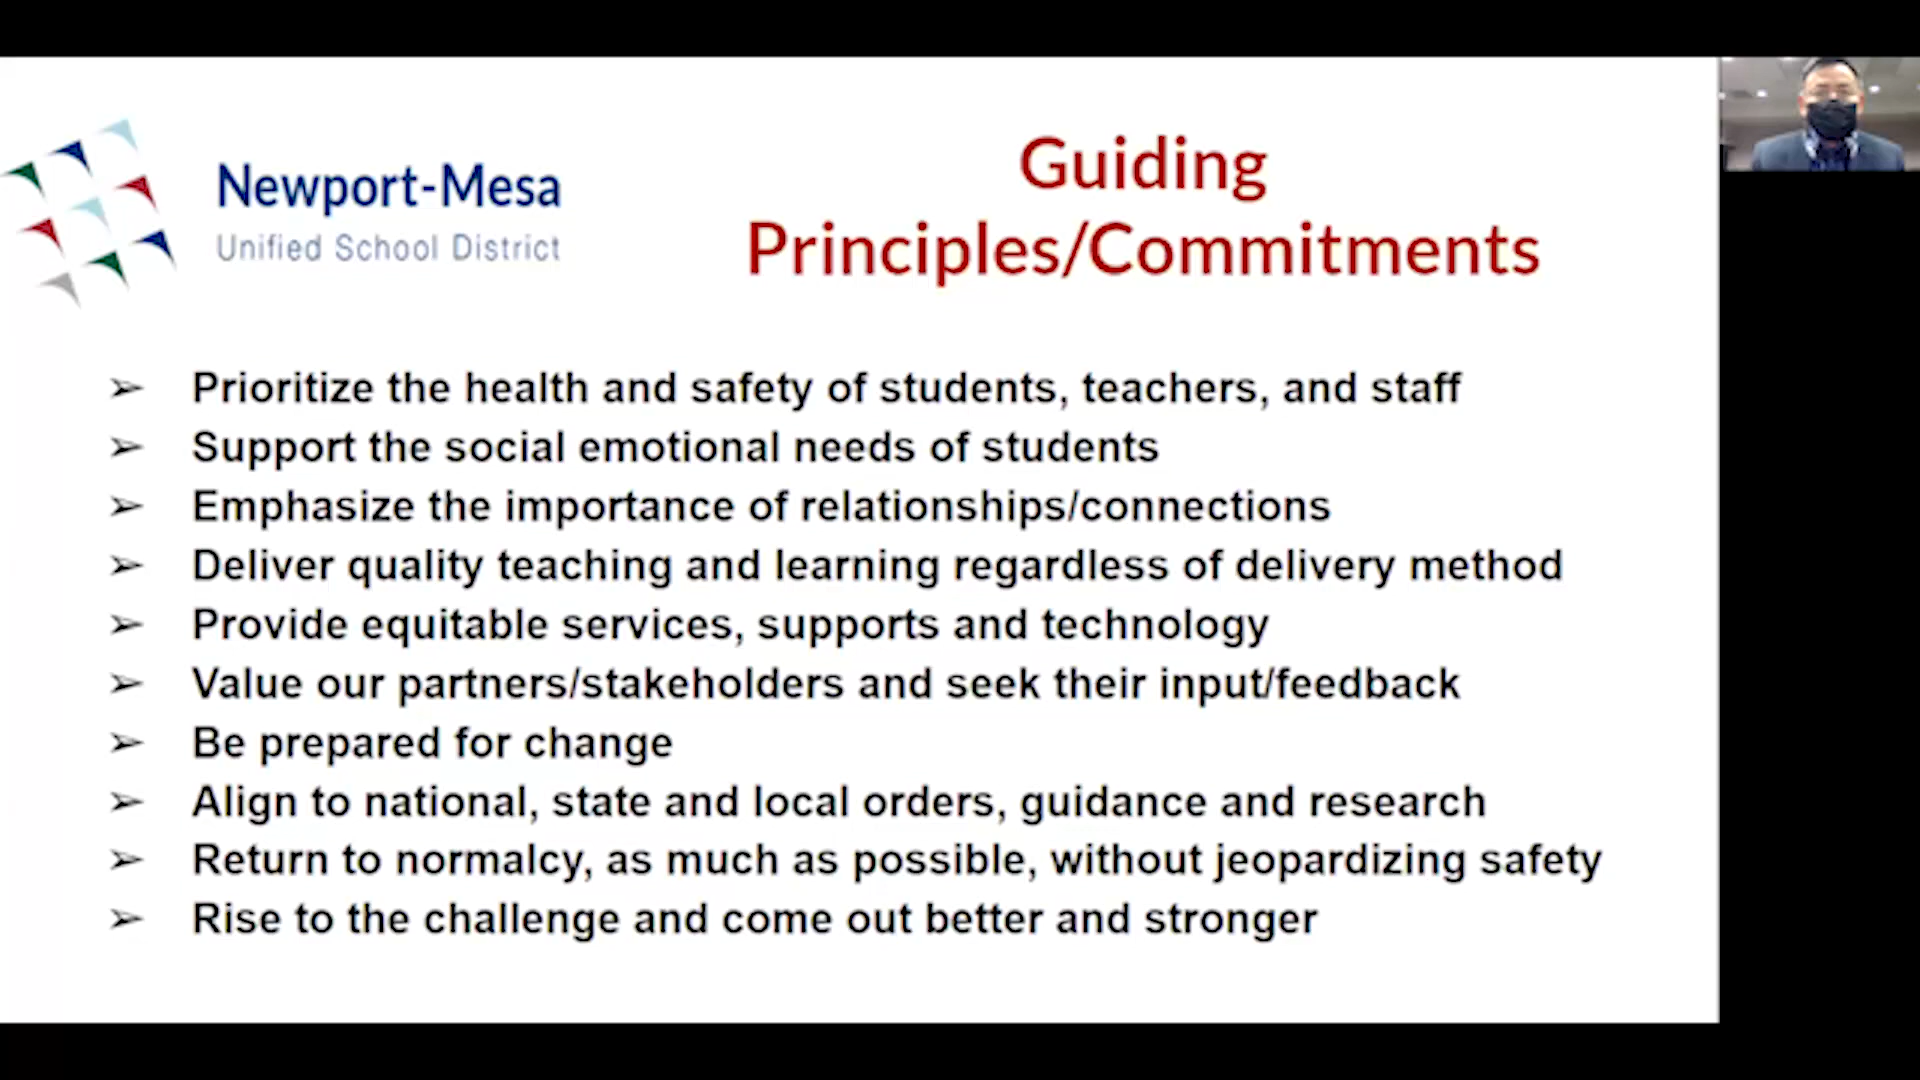 Newport-Mesa
Unified School District
Guiding
Principles/Commitments
➢ Prioritize the health and safety of students, teachers, and staff
➢ Support the social emotional needs of students
➢ Emphasize the importance of relationships/connections
➢ Deliver quality teaching and learning regardless of delivery method
➢ Provide equitable services, supports and technology
➢ Value our partners/stakeholders and seek their input/feedback
➢ Be prepared for change
➢ Align to national, state and local orders, guidance and research
➢ Return to normalcy, as much as possible, without jeopardizing safety
➢ Rise to the challenge and come out better and stronger